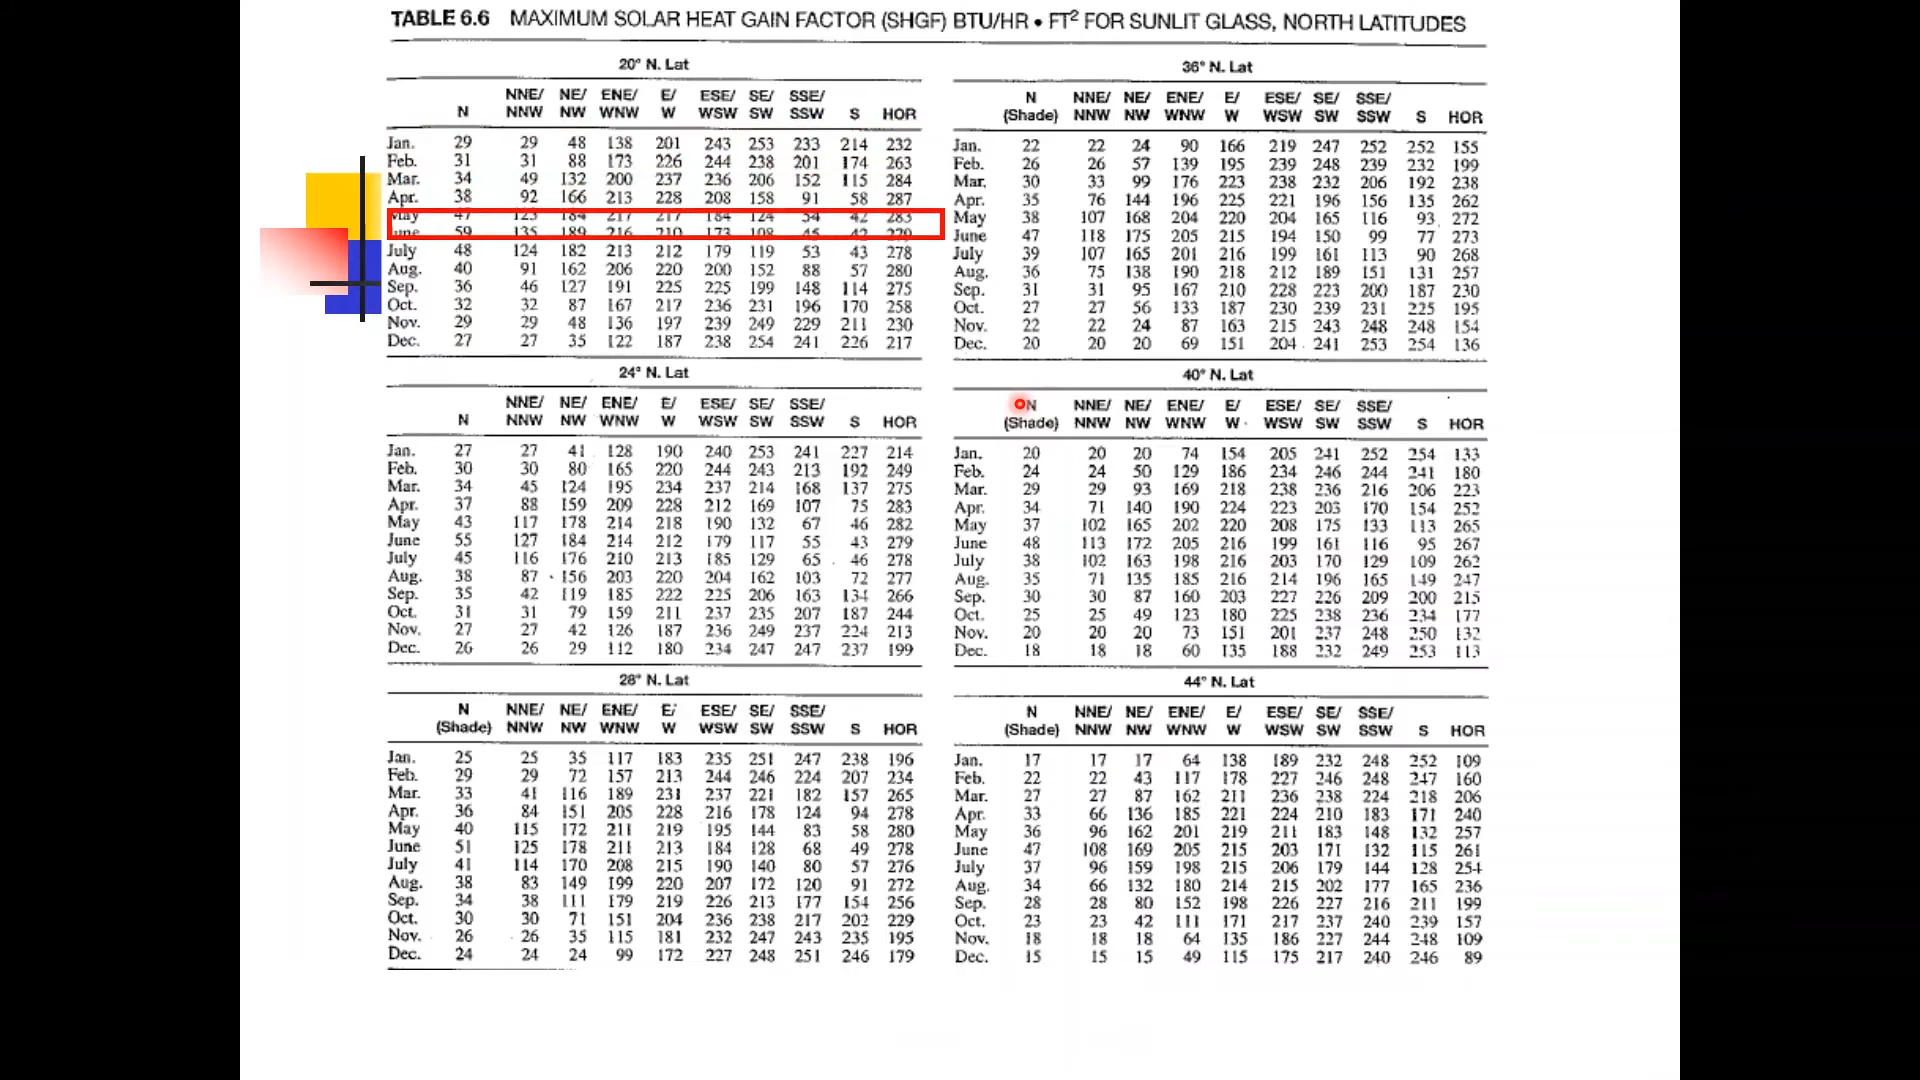 TABLE 6.6 MAXIMUM SOLAR HEAT GAIN FACTOR (SHGF) BTU/HR • FT² FOR SUNLIT GLASS, NORTH LATITUDES
20° N. Lat
NNE/ NE/ ENE/ E/ ESE/ SE/ SSE/
N NNW NW WNW W WSW SW SSW S HOR
Jan. 29 29 48 138 201 243 253 233 214 232
Feb. 31 31 88 173 226 244 238 201 174 263
Mar. 34 49 132 200 237 236 206 152 115 284
Apr. 38 92 166 213 228 208 158 91 58 287
May 47 123 184 217 217 184 124 54 42 283
June 59 135 189 216 210 173 108 45 42 279
July 48 124 182 213 212 179 119 53 43 278
Aug. 40 91 162 206 220 200 152 88 57 280
Sep. 36 46 127 191 225 225 199 148 114 275
Oct. 32 32 87 167 217 236 231 196 170 258
Nov. 29 29 48 136 197 239 249 229 211 230
Dec. 27 27 35 122 187 238 254 241 226 217
24° N. Lat
NNE/ NE/ ENE/ E/ ESE/ SE/ SSE/
N NNW NW WNW W WSW SW SSW S HOR
Jan. 27 27 41 128 190 240 253 241 227 214
Feb. 30 30 80 165 220 244 243 213 192 249
Mar. 34 45 124 195 234 237 214 168 137 275
Apr. 37 88 159 209 228 212 169 107 75 283
May 43 117 178 214 218 190 132 67 46 282
June 55 127 184 214 212 179 117 55 43 279
July 45 116 176 210 213 185 129 65 46 278
Aug. 38 87 156 203 220 204 162 103 72 277
Sep. 35 42 119 185 222 225 206 163 134 266
Oct. 31 31 79 159 211 237 235 207 187 244
Nov. 27 27 42 126 187 236 249 237 224 213
Dec. 26 26 29 112 180 234 247 247 237 199
28° N. Lat
N NNE/ NE/ ENE/ E/ ESE/ SE/ SSE/
(Shade) NNW NW WNW W WSW SW SSW S HOR
Jan. 25 25 35 117 183 235 251 247 238 196
Feb. 29 29 72 157 213 244 246 224 207 234
Mar. 33 41 116 189 231 237 221 182 157 265
Apr. 36 84 151 205 228 216 178 124 94 278
May 40 115 172 211 219 195 144 83 58 280
June 51 125 178 211 213 184 128 68 49 278
July 41 114 170 208 215 190 140 80 57 276
Aug. 38 83 149 199 220 207 172 120 91 272
Sep. 34 38 111 179 219 226 213 177 154 256
Oct. 30 30 71 151 204 236 238 217 202 229
Nov. 26 26 35 115 181 232 247 243 235 195
Dec. 24 24 24 99 172 227 248 251 246 179
36° N. Lat
N NNE/ NE/ ENE/ E/ ESE/ SE/ SSE/
(Shade) NNW NW WNW W WSW SW SSW S HOR
Jan. 22 22 24 90 166 219 247 252 252 155
Feb. 26 26 57 139 195 239 248 239 232 199
Mar. 30 33 99 176 223 238 232 206 192 238
Apr. 35 76 144 196 225 221 196 156 135 262
May 38 107 168 204 220 204 165 116 93 272
June 47 118 175 205 215 194 150 99 77 273
July 39 107 165 201 216 199 161 113 90 268
Aug. 36 75 138 190 218 212 189 151 131 257
Sep. 31 31 95 167 210 228 223 200 187 230
Oct. 27 27 56 133 187 230 239 231 225 195
Nov. 22 22 24 87 163 215 243 248 248 154
Dec. 20 20 20 69 151 204 241 253 254 136
40° N. Lat
N NNE/ NE/ ENE/ E/ ESE/ SE/ SSE/
(Shade) NNW NW WNW W WSW SW SSW S HOR
Jan. 20 20 20 74 154 205 241 252 254 133
Feb. 24 24 50 129 186 234 246 244 241 180
Mar. 29 29 93 169 218 238 236 216 206 223
Apr. 34 71 140 190 224 223 203 170 154 252
May 37 102 165 202 220 208 175 133 113 265
June 48 113 172 205 216 199 161 116 95 267
July 38 102 163 198 216 203 170 129 109 262
Aug. 35 71 135 185 216 214 196 165 149 247
Sep. 30 30 87 160 203 227 226 209 200 215
Oct. 25 25 49 123 180 225 238 236 234 177
Nov. 20 20 20 73 151 201 237 248 250 132
Dec. 18 18 18 60 135 188 232 249 253 113
44° N. Lat
N NNE/ NE/ ENE/ E/ ESE/ SE/ SSE/
(Shade) NNW NW WNW W WSW SW SSW S HOR
Jan. 17 17 17 64 138 189 232 248 252 109
Feb. 22 22 43 117 178 227 246 248 247 160
Mar. 27 27 87 162 211 236 238 224 218 206
Apr. 33 66 136 185 221 224 210 183 171 240
May 36 96 162 201 219 211 183 148 132 257
June 47 108 169 205 215 203 171 132 115 261
July 37 96 159 198 215 206 179 144 128 254
Aug. 34 66 132 180 214 215 202 177 165 236
Sep. 28 28 80 152 198 226 227 216 211 199
Oct. 23 23 42 111 171 217 237 240 239 157
Nov. 18 18 18 64 135 186 227 244 248 109
Dec. 15 15 15 49 115 175 217 240 246 89